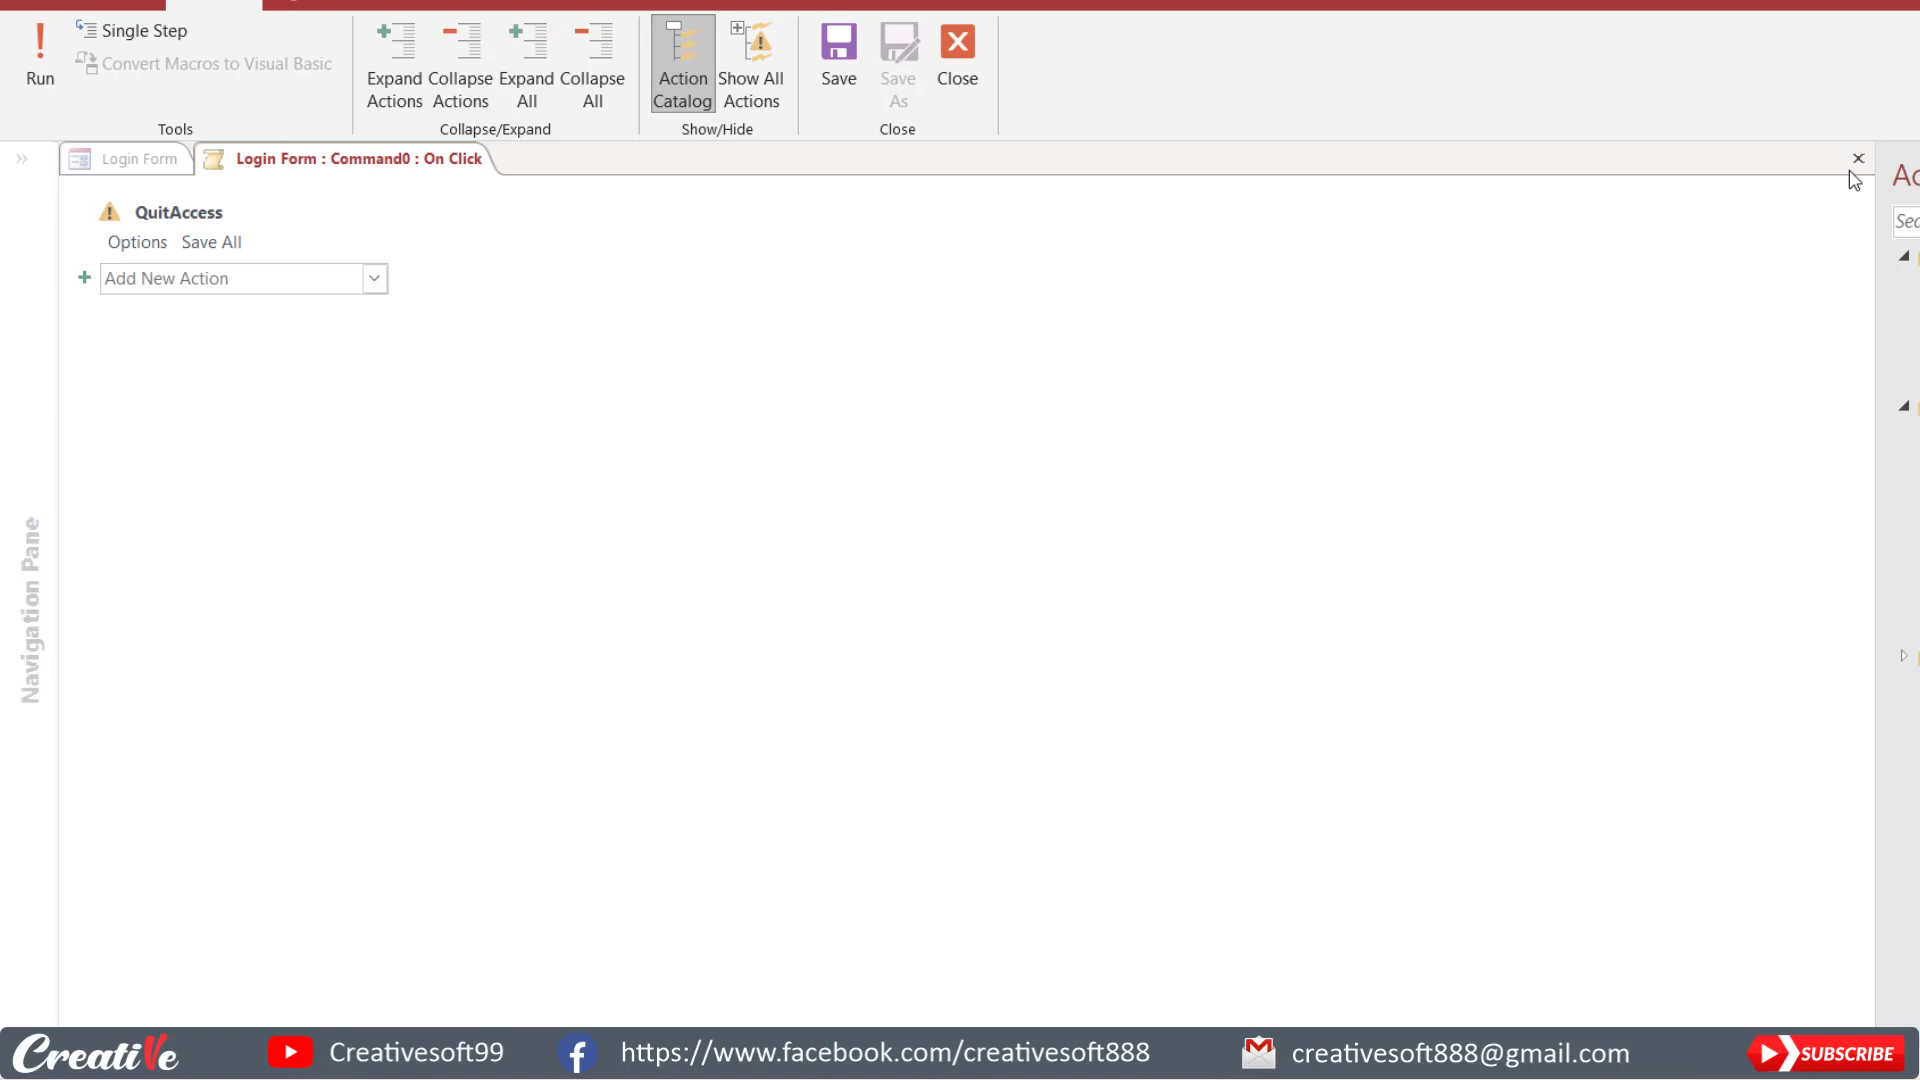 Run
Single Step
Convert Macros to Visual Basic
Tools
Expand Actions
Collapse Actions
Expand All
Collapse All
Collapse/Expand
Action Catalog
Show All Actions
Show/Hide
Save
Save As
Close
Close
Login Form
Login Form : Command0 : On Click
QuitAccess
Options Save All
Add New Action
Navigation Pane
Creative
Creativesoft99
https://www.facebook.com/creativesoft888
creativesoft888@gmail.com
SUBSCRIBE